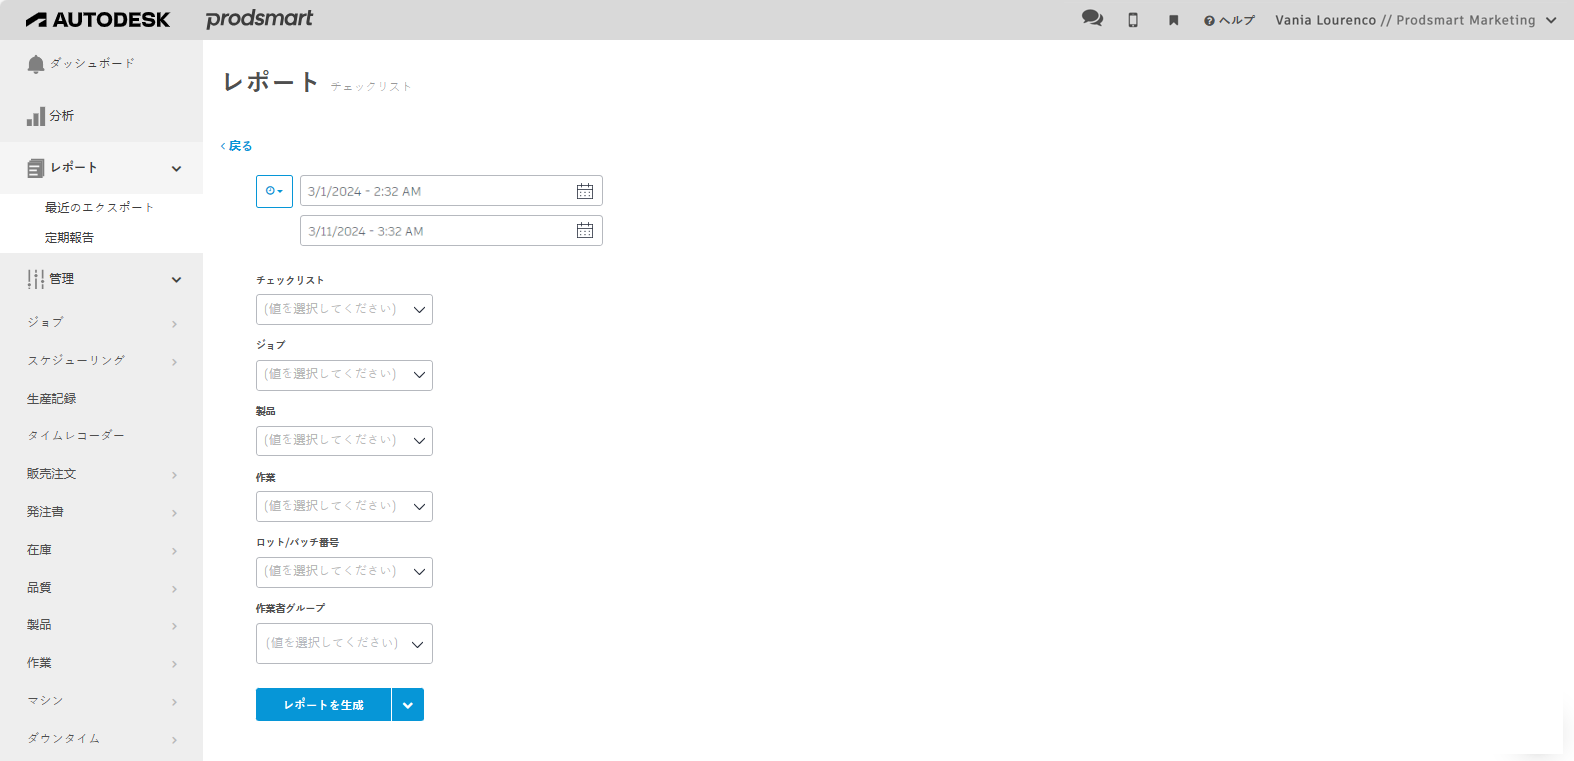 AUTODESK prodsmart
ヘルプ
Vania Lourenco // Prodsmart Marketing
ダッシュボード
分析
レポート
最近のエクスポート
定期報告
管理
ジョブ
スケジューリング
生産記録
タイムレコーダー
販売注文
発注書
在庫
品質
製品
作業
マシン
ダウンタイム
レポート チェックリスト
戻る
3/1/2024 - 2:32 AM
3/11/2024 - 3:32 AM
チェックリスト
(値を選択してください)
ジョブ
(値を選択してください)
製品
(値を選択してください)
作業
(値を選択してください)
ロット/バッチ番号
(値を選択してください)
作業者グループ
(値を選択してください)
レポートを生成